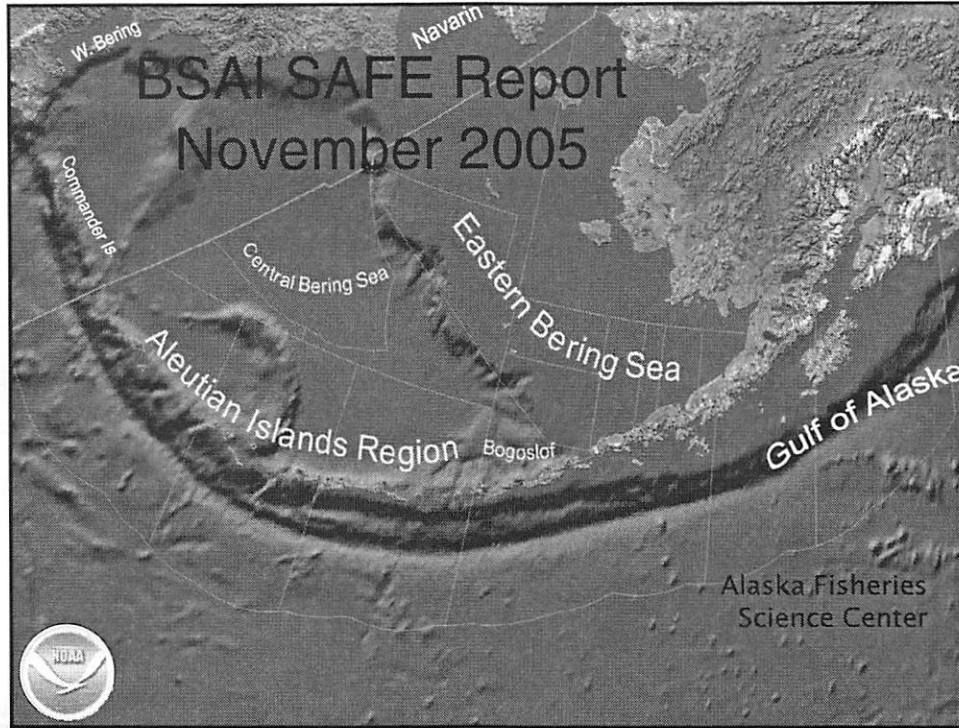 W. Bering
Navarin
BSAI SAFE Report
November 2005
Commander Is.
Central Bering Sea
Eastern Bering Sea
Aleutian Islands Region
Bogoslof
Gulf of Alaska
Alaska Fisheries
Science Center
NOAA